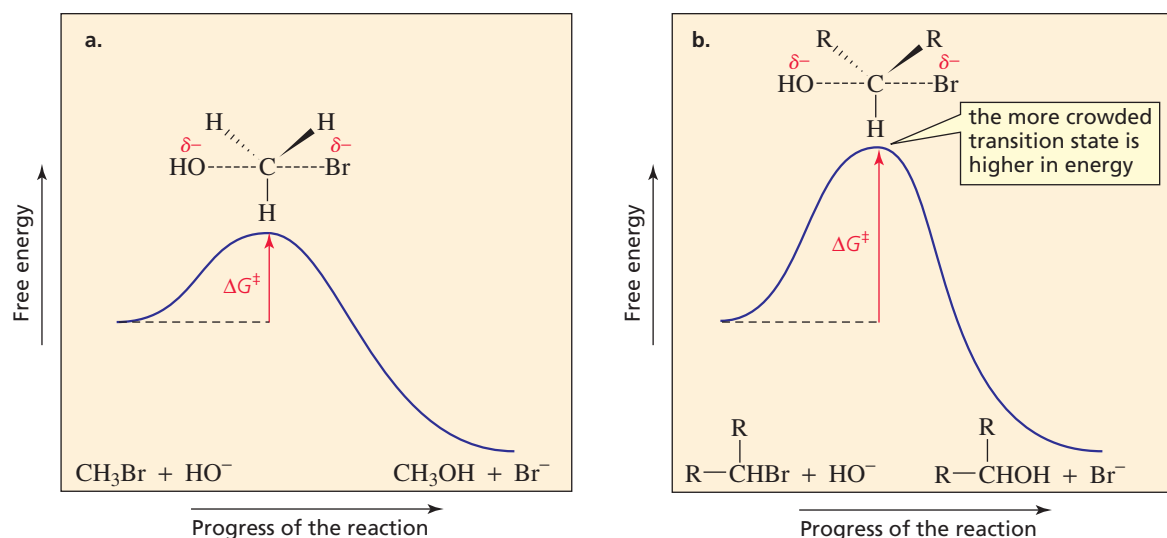 a.
H H
δ− δ−
HO------C------Br
H
Free energy
ΔG‡
CH₃Br + HO⁻ CH₃OH + Br⁻
Progress of the reaction
b.
R R
δ− δ−
HO------C------Br
H
the more crowded
transition state is
higher in energy
Free energy
ΔG‡
R R
R—CHBr + HO⁻ R—CHOH + Br⁻
Progress of the reaction